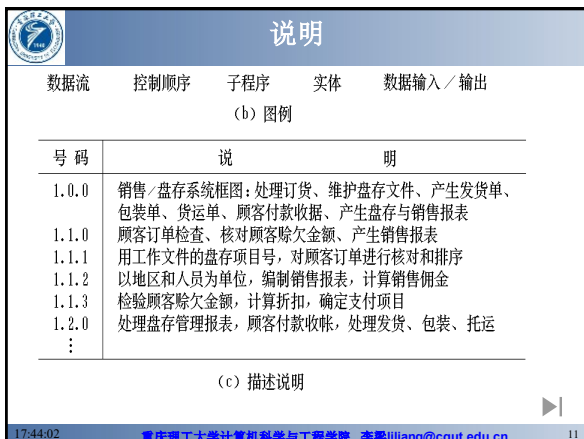 说明
数据流 控制顺序 子程序 实体 数据输入／输出
(b) 图例
号 码 说 明
1.0.0 销售／盘存系统框图：处理订货、维护盘存文件、产生发货单、
包装单、货运单、顾客付款收据、产生盘存与销售报表
1.1.0 顾客订单检查、核对顾客赊欠金额、产生销售报表
1.1.1 用工作文件的盘存项目号，对顾客订单进行核对和排序
1.1.2 以地区和人员为单位，编制销售报表，计算销售佣金
1.1.3 检验顾客赊欠金额，计算折扣，确定支付项目
1.2.0 处理盘存管理报表，顾客付款收帐，处理发货、包装、托运
⋮
(c) 描述说明
17:44:02 重庆理工大学计算机科学与工程学院 李梁liliang@cqut.edu.cn 11